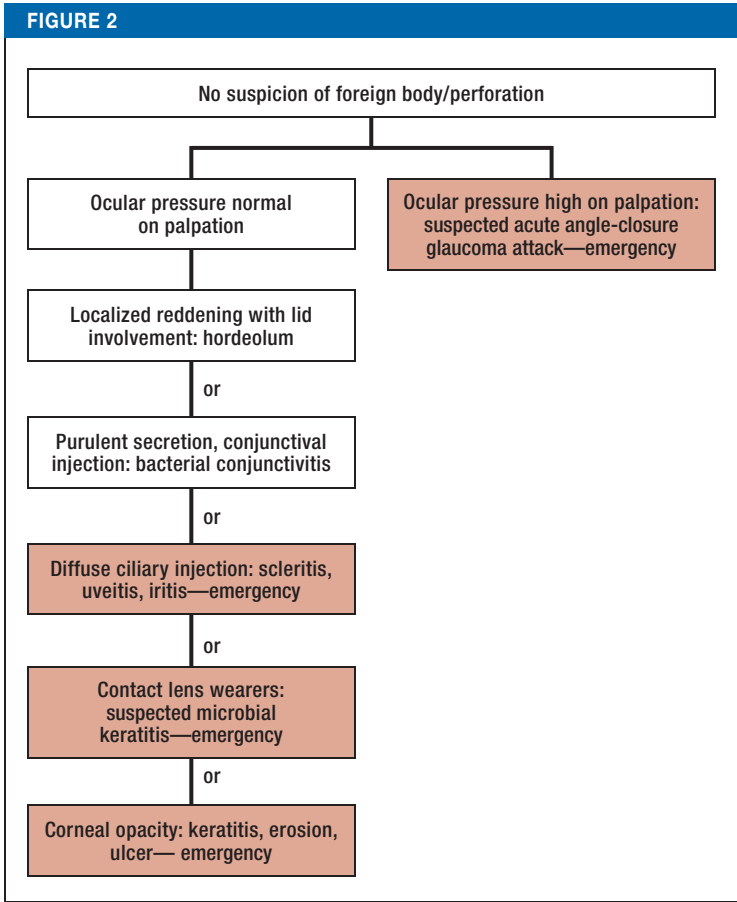 FIGURE 2
No suspicion of foreign body/perforation
Ocular pressure normal
on palpation
Ocular pressure high on palpation:
suspected acute angle-closure
glaucoma attack—emergency
Localized reddening with lid
involvement: hordeolum
or
Purulent secretion, conjunctival
injection: bacterial conjunctivitis
or
Diffuse ciliary injection: scleritis,
uveitis, iritis—emergency
or
Contact lens wearers:
suspected microbial
keratitis—emergency
or
Corneal opacity: keratitis, erosion,
ulcer— emergency